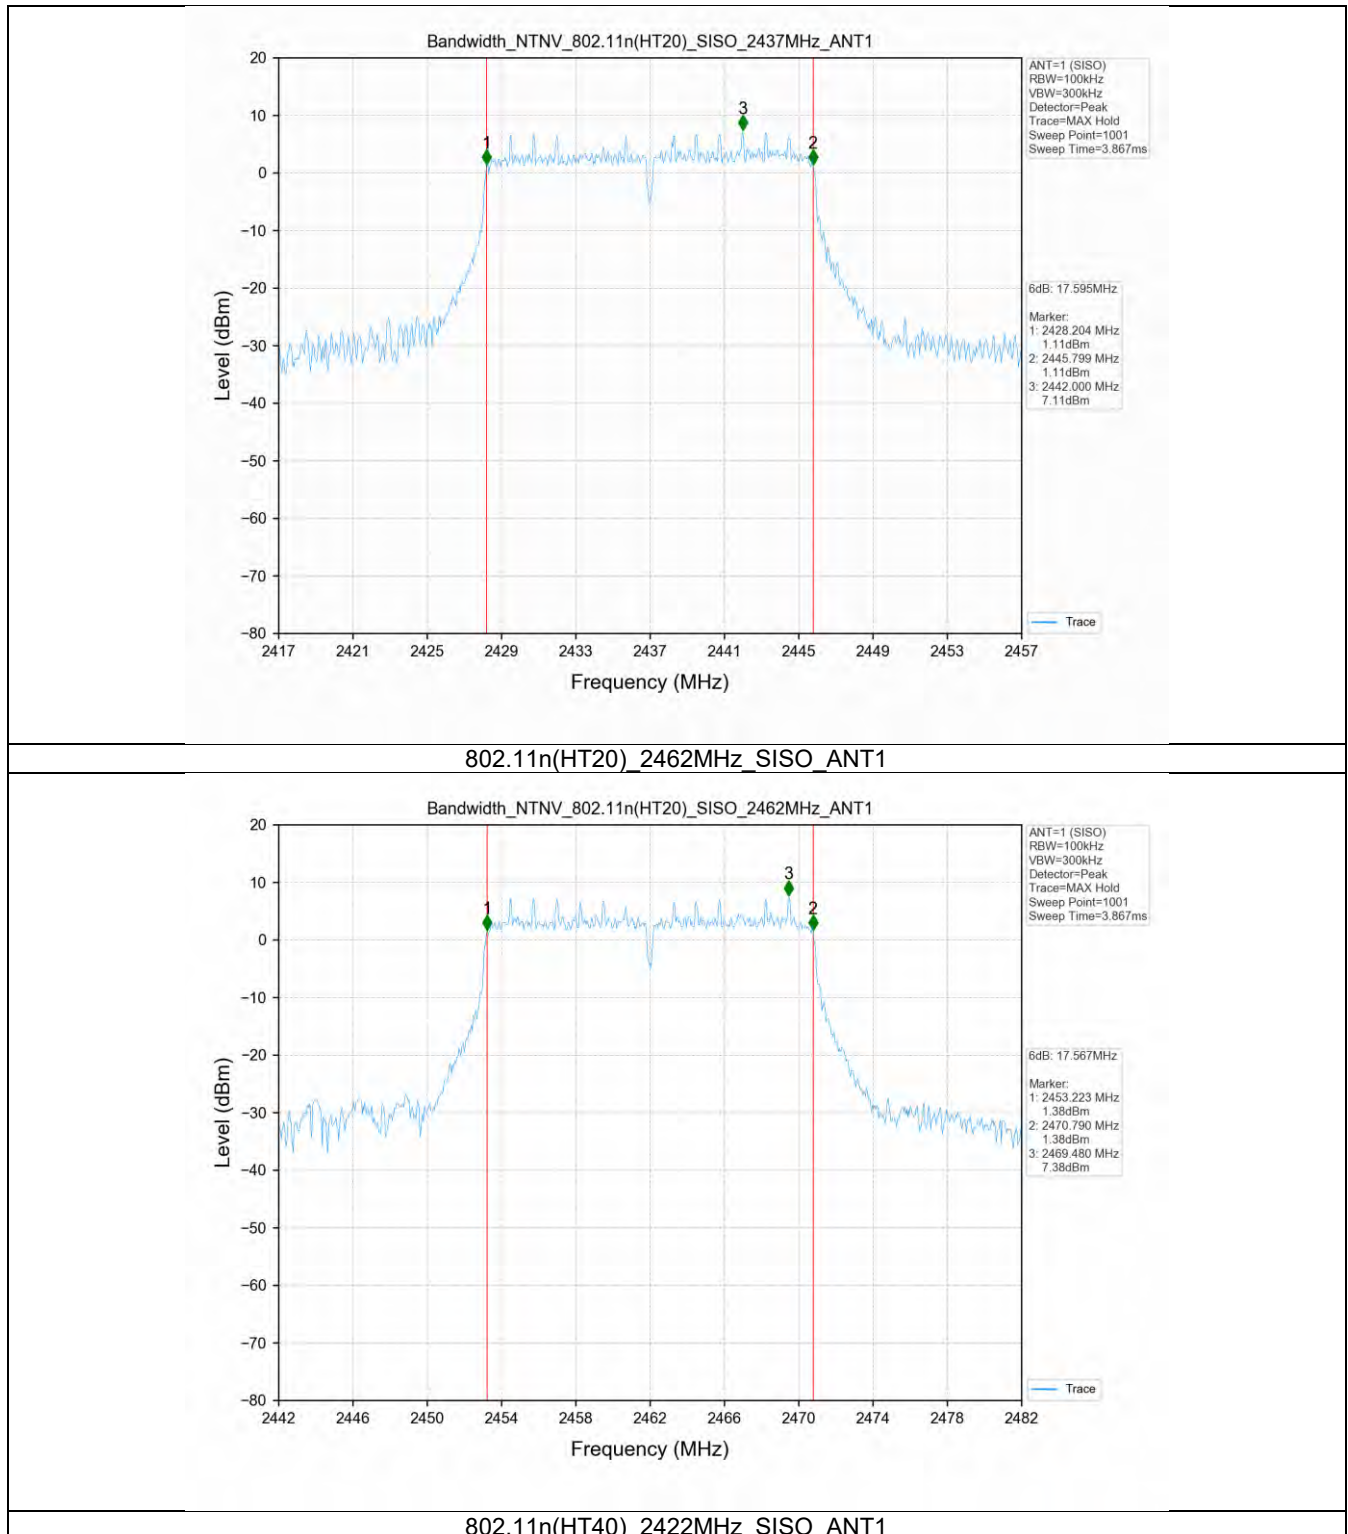 Bandwidth_NTNV_802.11n(HT20)_SISO_2437MHz_ANT1
ANT=1 (SISO)
RBW=100kHz
VBW=300kHz
Detector=Peak
Trace=MAX Hold
Sweep Point=1001
Sweep Time=3.867ms
20
10
0
−10
−20
−30
−40
−50
−60
−70
−80
Level (dBm)
1
3
2
6dB: 17.595MHz
Marker:
1: 2428.204 MHz
1.11dBm
2: 2445.799 MHz
1.11dBm
3: 2442.000 MHz
7.11dBm
Trace
2417 2421 2425 2429 2433 2437 2441 2445 2449 2453 2457
Frequency (MHz)
802.11n(HT20)_2462MHz_SISO_ANT1
Bandwidth_NTNV_802.11n(HT20)_SISO_2462MHz_ANT1
ANT=1 (SISO)
RBW=100kHz
VBW=300kHz
Detector=Peak
Trace=MAX Hold
Sweep Point=1001
Sweep Time=3.867ms
20
10
0
−10
−20
−30
−40
−50
−60
−70
−80
Level (dBm)
1
3
2
6dB: 17.567MHz
Marker:
1: 2453.223 MHz
1.38dBm
2: 2470.790 MHz
1.38dBm
3: 2469.480 MHz
7.38dBm
Trace
2442 2446 2450 2454 2458 2462 2466 2470 2474 2478 2482
Frequency (MHz)
802.11n(HT40)_2422MHz_SISO_ANT1